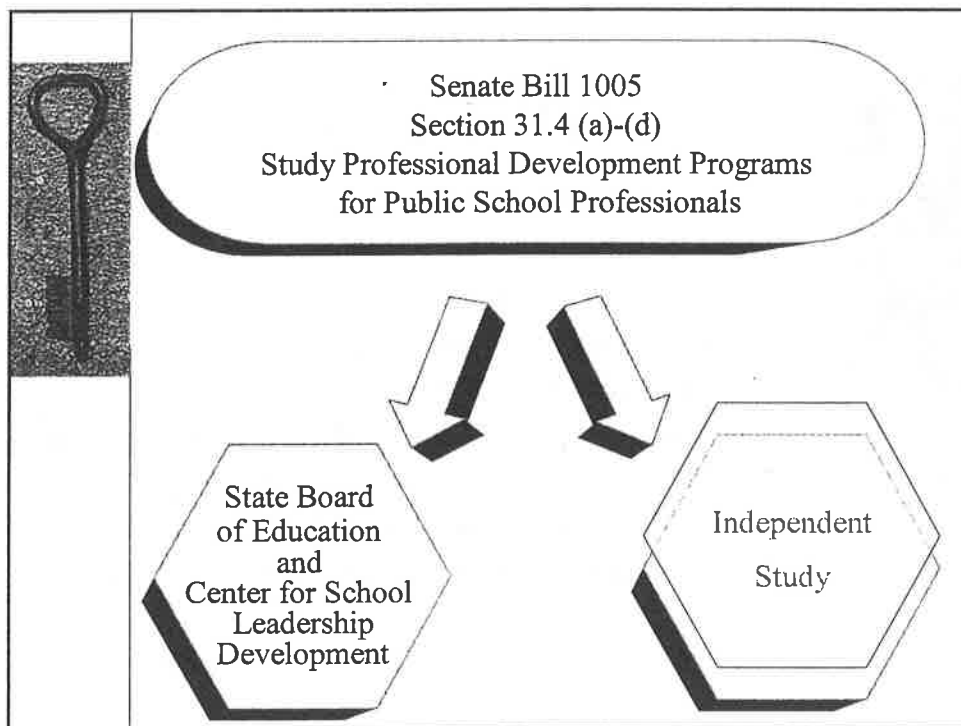 Senate Bill 1005
Section 31.4 (a)-(d)
Study Professional Development Programs
for Public School Professionals
State Board
of Education
and
Center for School
Leadership
Development
Independent
Study